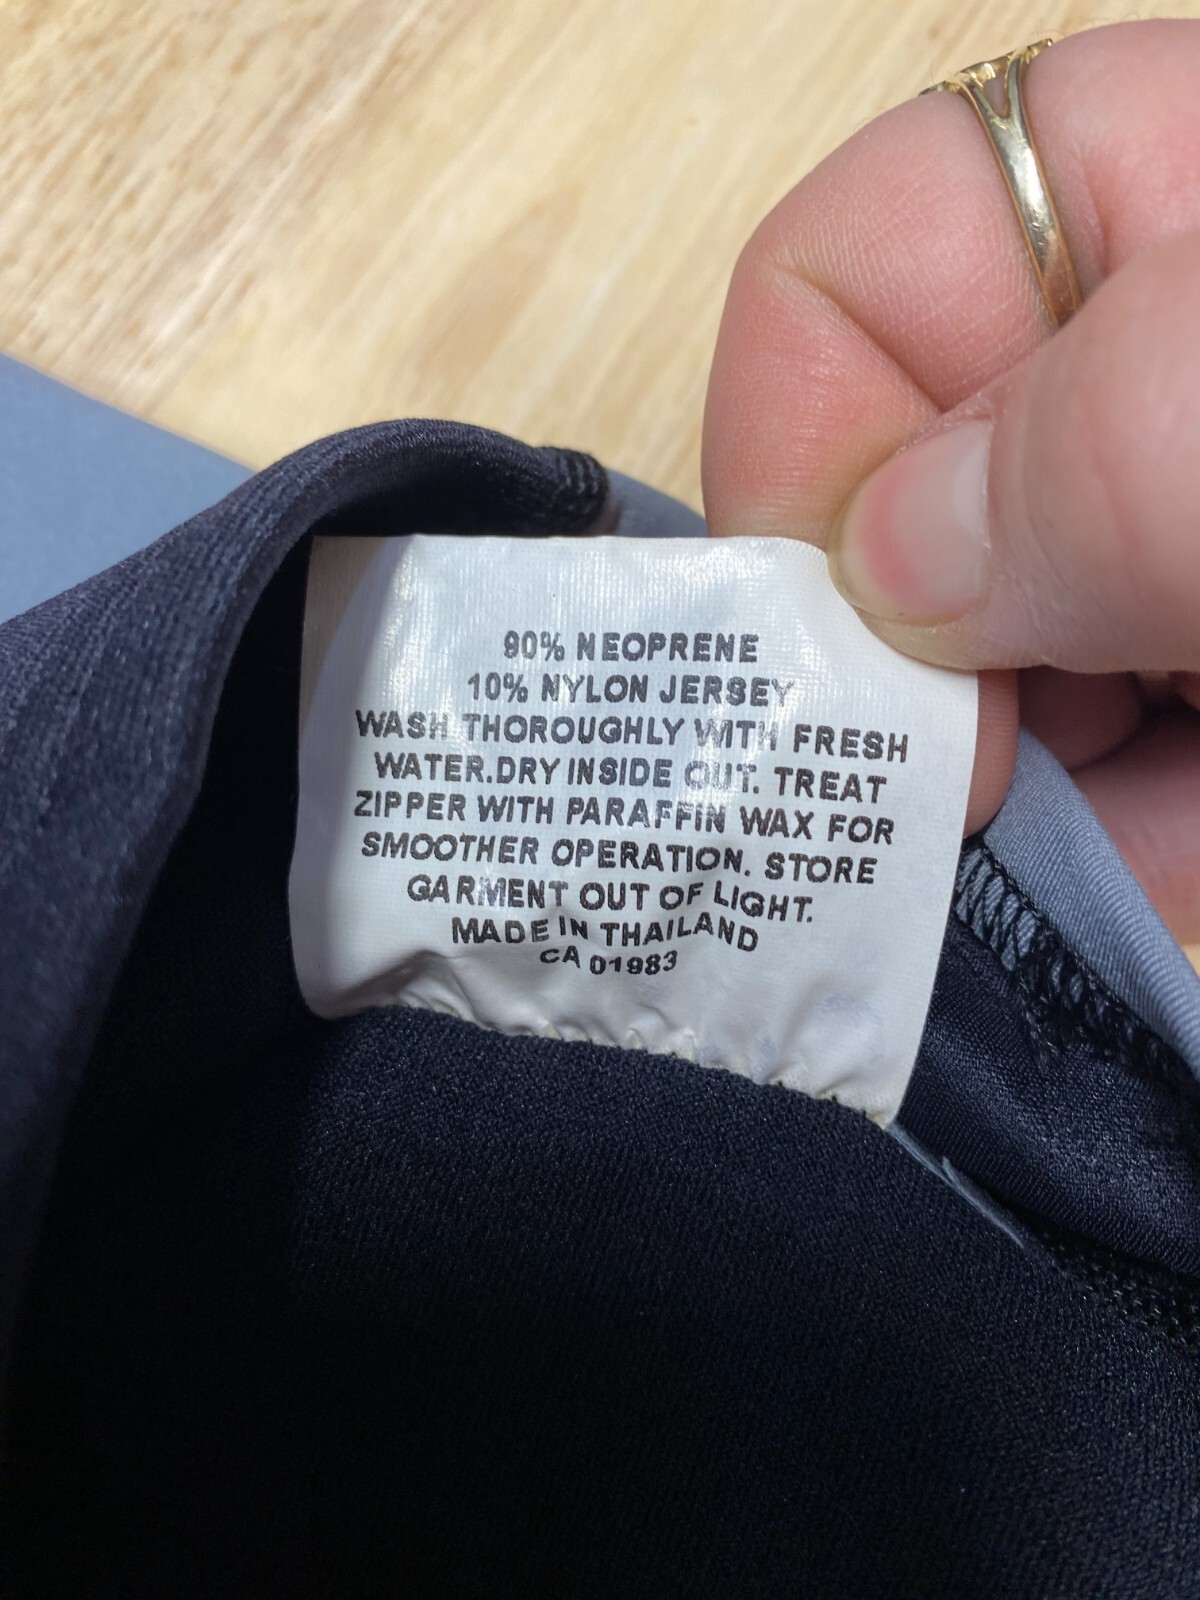 90% NEOPRENE
10% NYLON JERSEY
WASH THOROUGHLY WITH FRESH
WATER.DRY INSIDE OUT. TREAT
ZIPPER WITH PARAFFIN WAX FOR
SMOOTHER OPERATION. STORE
GARMENT OUT OF LIGHT.
MADE IN THAILAND
CA 01983